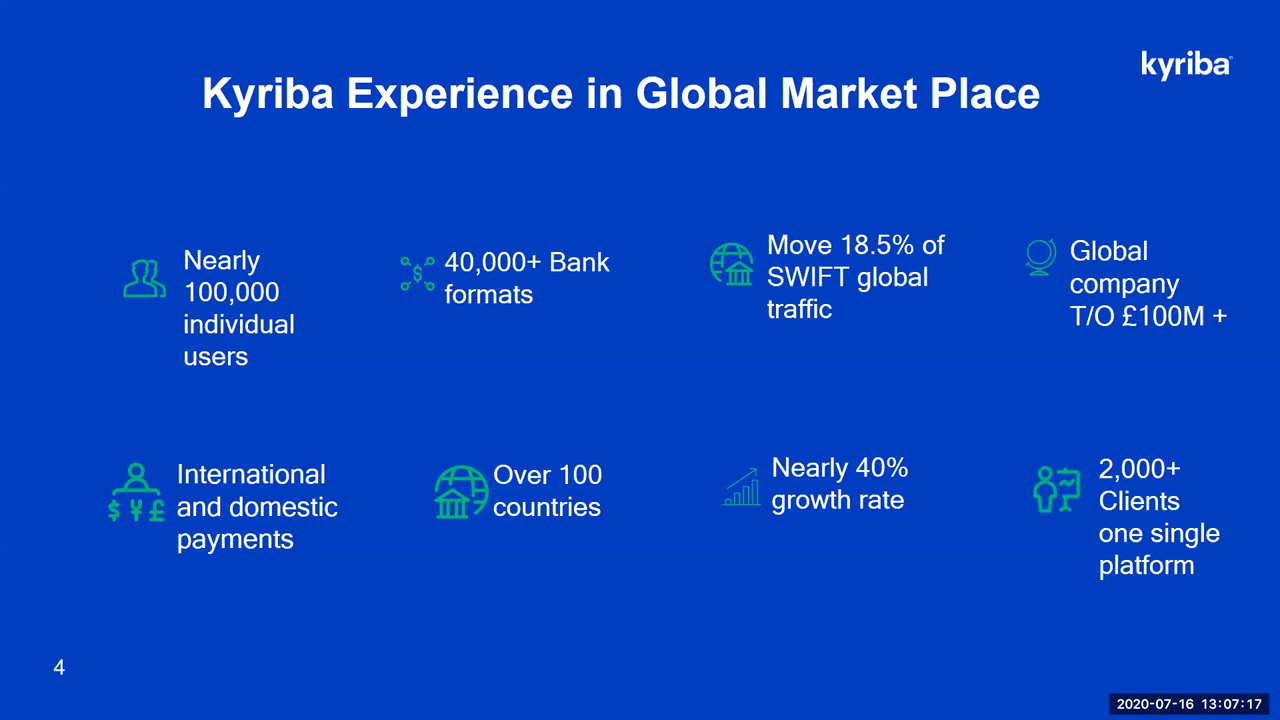 kyriba
Kyriba Experience in Global Market Place
Nearly
100,000
individual
users
40,000+ Bank
formats
Move 18.5% of
SWIFT global
traffic
Global
company
T/O £100M +
International
and domestic
payments
$ ¥ £
Over 100
countries
Nearly 40%
growth rate
2,000+
Clients
one single
platform
4
2020-07-16 13:07:17